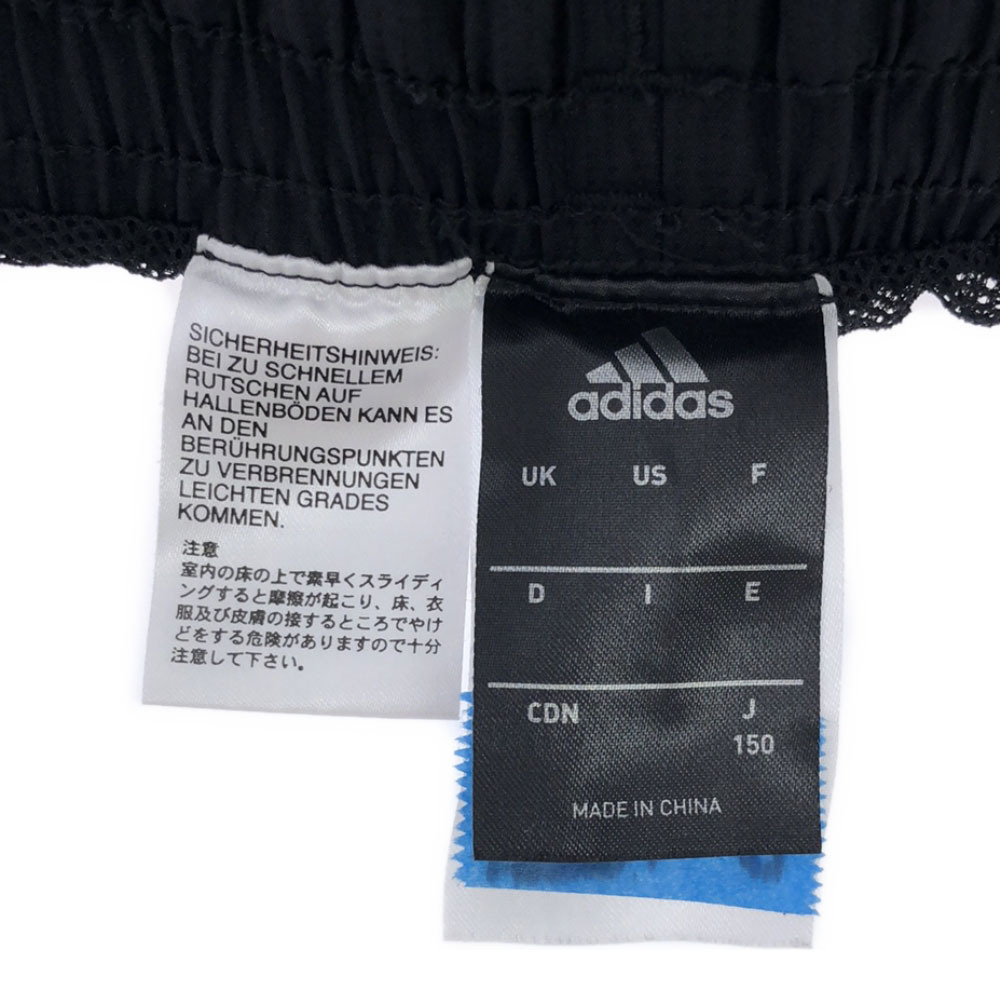 SICHERHEITSHINWEIS:
BEI ZU SCHNELLEM
RUTSCHEN AUF
HALLENBÖDEN KANN ES
AN DEN
BERÜHRUNGSPUNKTEN
ZU VERBRENNUNGEN
LEICHTEN GRADES
KOMMEN.
注意
室内の床の上で素早くスライディ
ングすると摩擦が起こり、床、衣
服及び皮膚の接するところでやけ
どをする危険がありますので十分
注意して下さい。
adidas
UK US F
D I E
CDN J
150
MADE IN CHINA